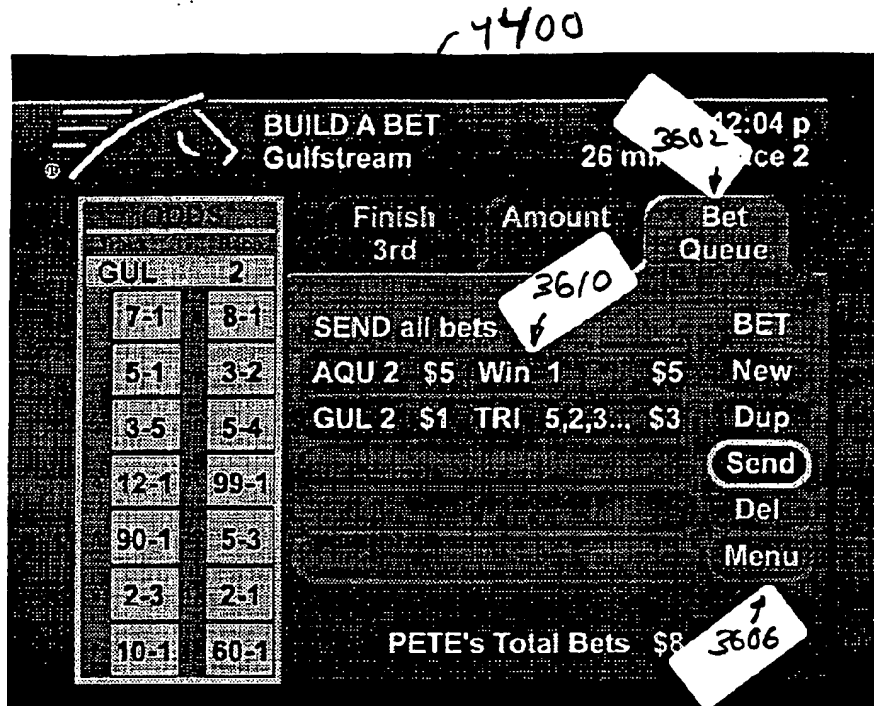 4400
BUILD A BET
12:04 p
Gulfstream
26 mi
ce 2
3602
ODDS
Finish
3rd
Amount
Bet
Queue
GUL 2
3610
7-1 8-1
SEND all bets
BET
5-1 3-2
AQU 2 $5 Win 1 $5
New
3-5 5-4
GUL 2 $1 TRI 5,2,3... $3
Dup
12-1 99-1
Send
Del
90-1 5-3
Menu
2-3 2-1
10-1 60-1
PETE's Total Bets $8
3606